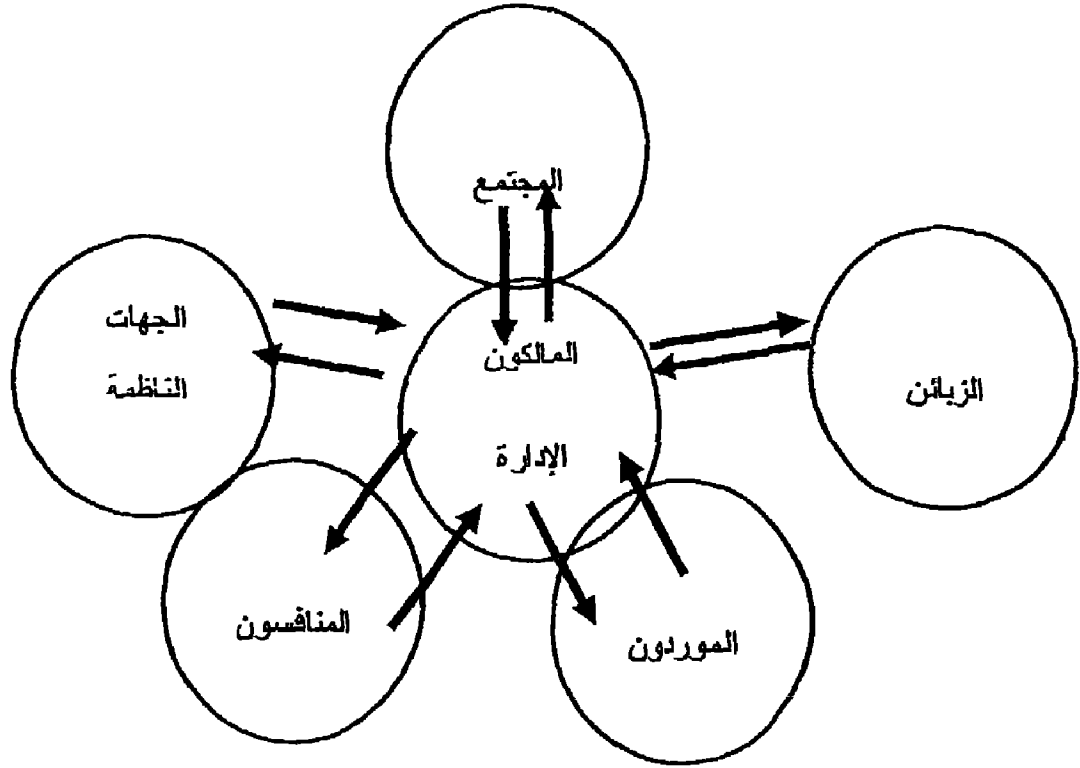 المجتمع
الجهات
الناظمة
المالكون
الإدارة
الزبائن
المنافسون
الموردون